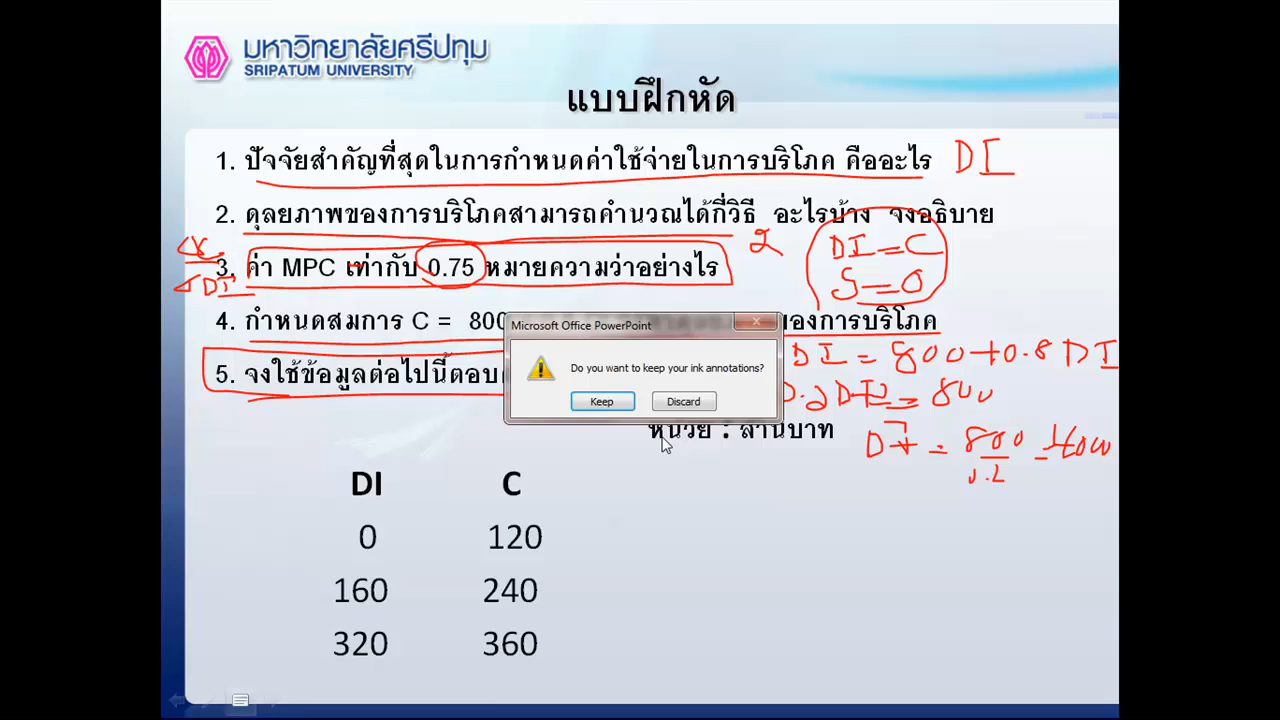 มหาวิทยาลัยศรีปทุม
SRIPATUM UNIVERSITY
แบบฝึกหัด
1. ปัจจัยสำคัญที่สุดในการกำหนดค่าใช้จ่ายในการบริโภค คืออะไร DI
2. ดุลยภาพของการบริโภคสามารถคำนวณได้กี่วิธี อะไรบ้าง จงอธิบาย
2 DI = C
S = 0
3. ค่า MPC เท่ากับ 0.75 หมายความว่าอย่างไร
4. กำหนดสมการ C = 800 ของการบริโภค
Microsoft Office PowerPoint
Do you want to keep your ink annotations?
Keep Discard
DI = 800 + 0.8 DI
5. จงใช้ข้อมูลต่อไปนี้ตอบ
= 800
หน่วย : ล้านบาท
DI = 800
DI C
0 120
160 240
320 360